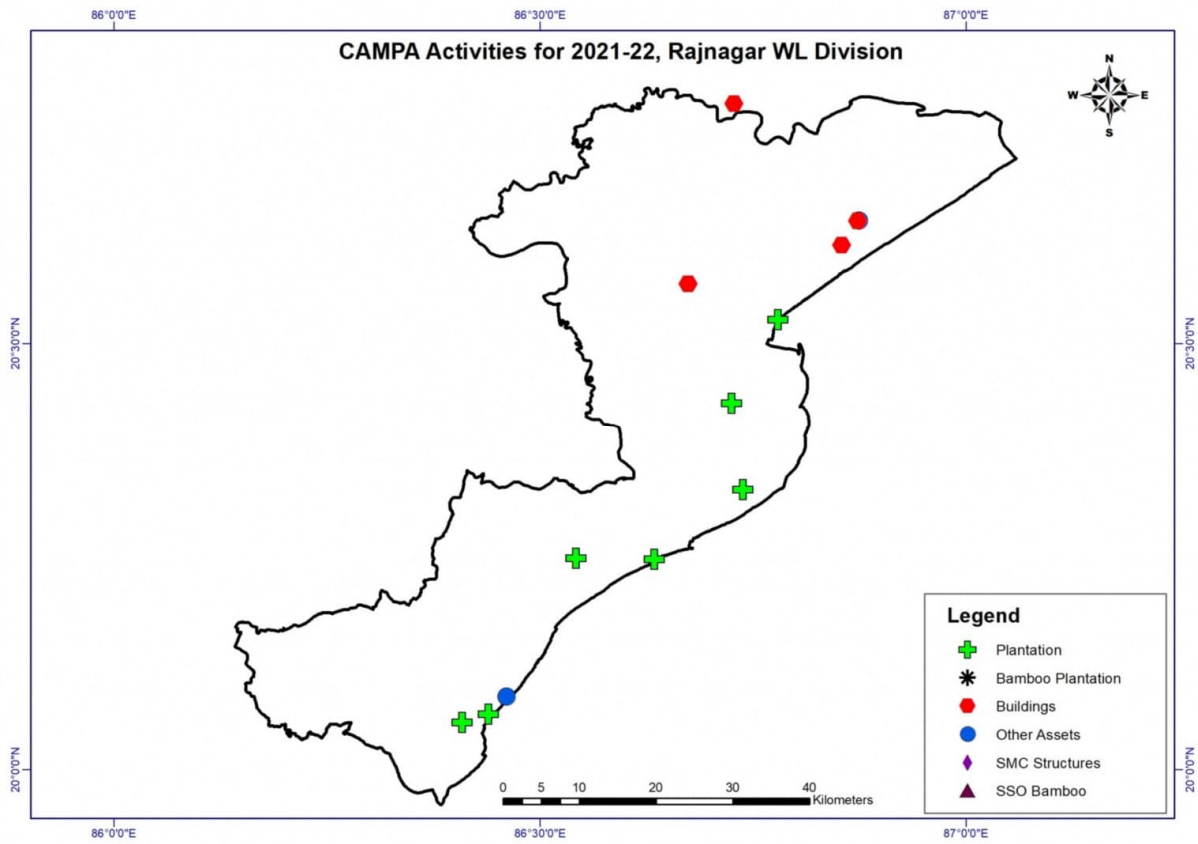 86°0'0"E 86°30'0"E 87°0'0"E
CAMPA Activities for 2021-22, Rajnagar WL Division
N
W E
S
20°30'0"N 20°30'0"N
Legend
Plantation
Bamboo Plantation
Buildings
Other Assets
SMC Structures
SSO Bamboo
20°0'0"N 20°0'0"N
0 5 10 20 30 40
Kilometers
86°0'0"E 86°30'0"E 87°0'0"E